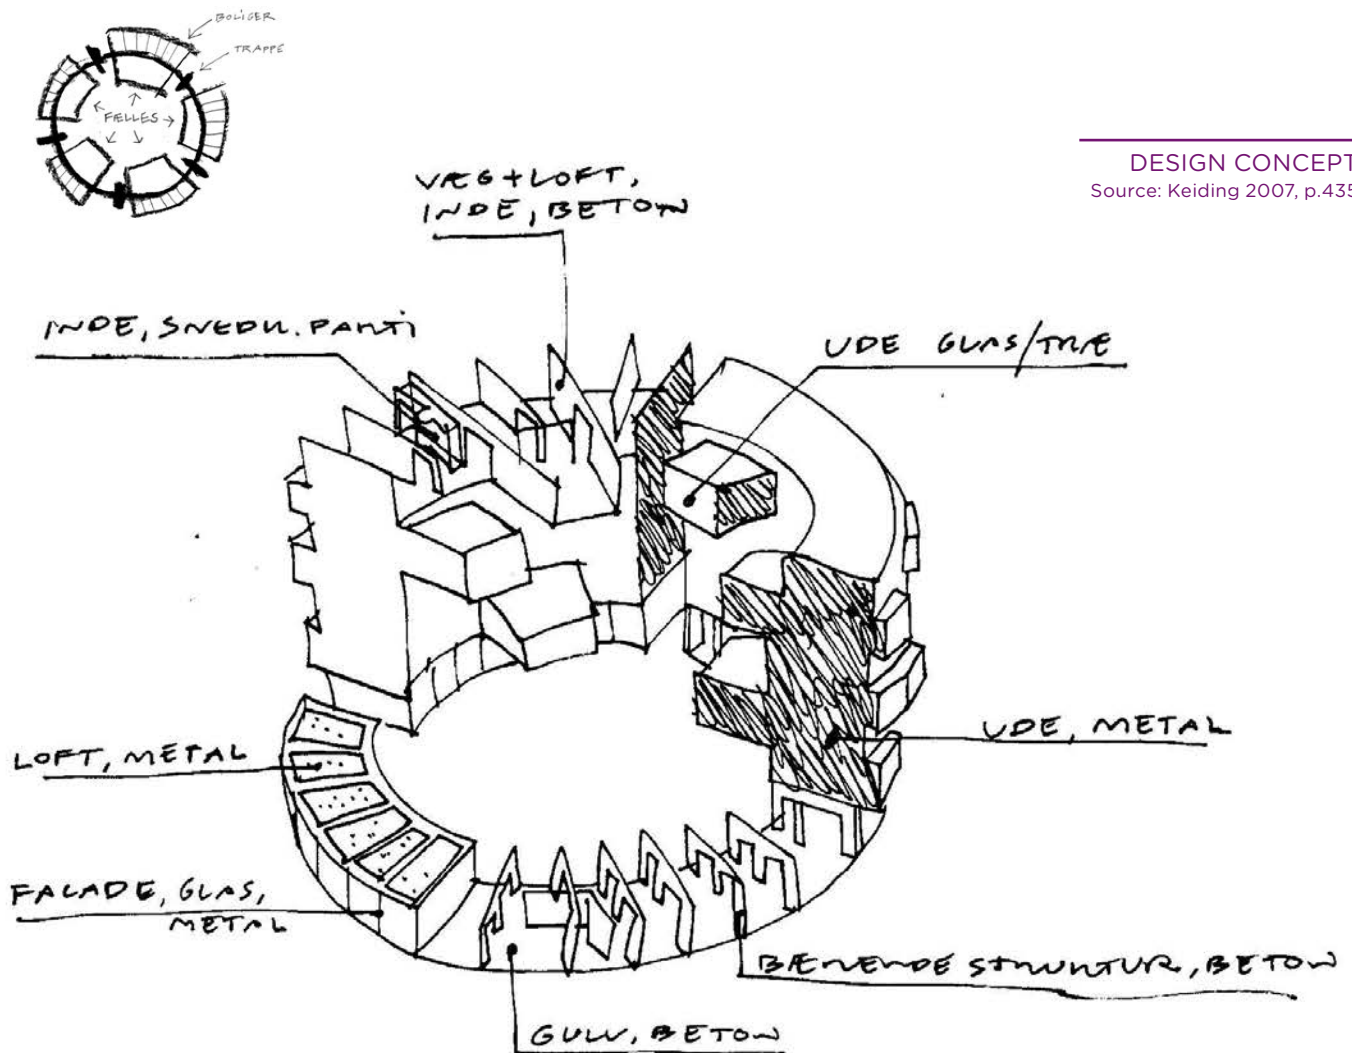 BOLIGER
TRAPPE
FÆLLES
DESIGN CONCEPT
Source: Keiding 2007, p.435
VÆG+LOFT,
INDE, BETON
INDE, SNEDK. PARTI
UDE GLAS/TRÆ
LOFT, METAL
UDE, METAL
FACADE, GLAS,
METAL
BÆRENDE STRUKTUR, BETON
GULV, BETON